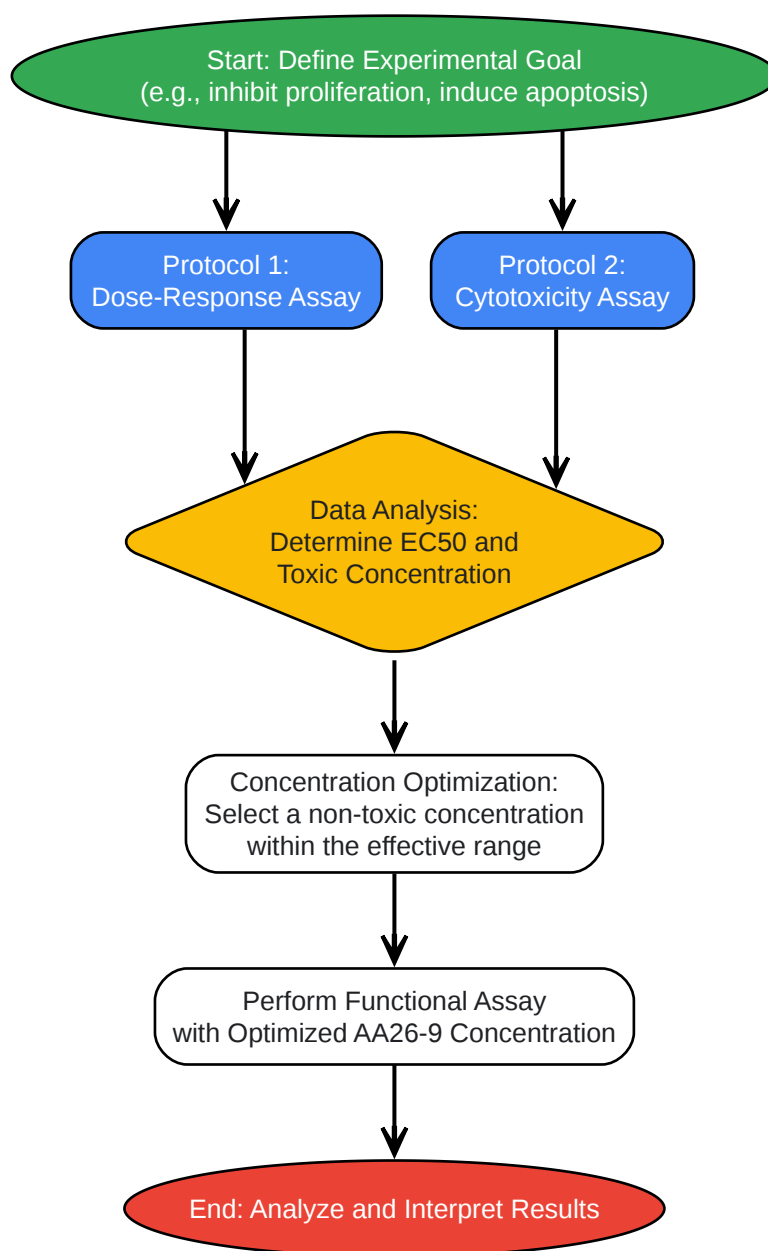 Start: Define Experimental Goal
(e.g., inhibit proliferation, induce apoptosis)
Protocol 1:
Dose-Response Assay
Protocol 2:
Cytotoxicity Assay
Data Analysis:
Determine EC50 and
Toxic Concentration
Concentration Optimization:
Select a non-toxic concentration
within the effective range
Perform Functional Assay
with Optimized AA26-9 Concentration
End: Analyze and Interpret Results